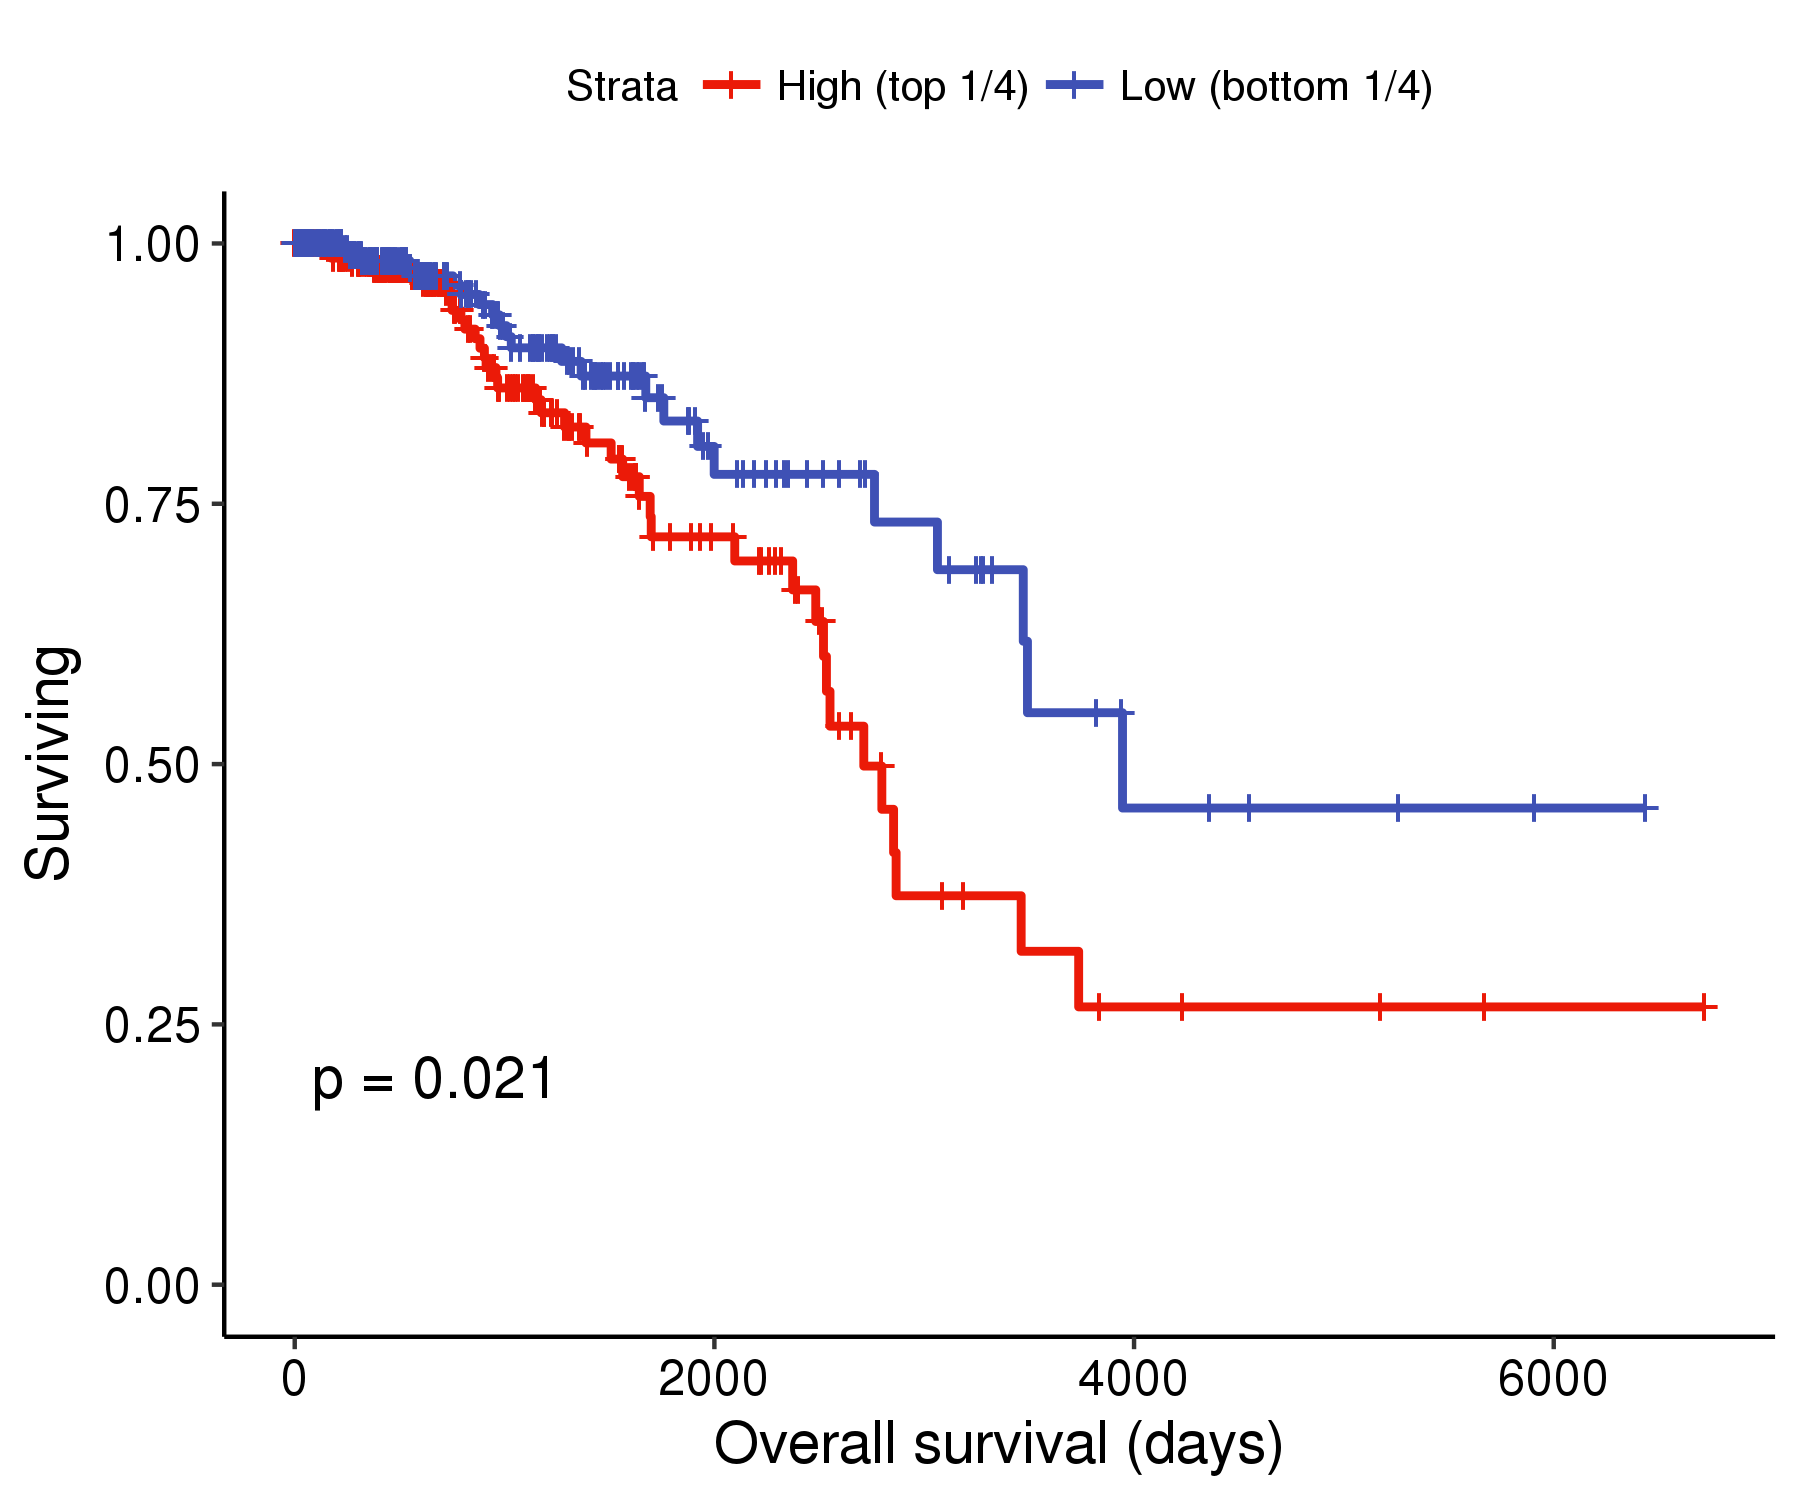 Strata High (top 1/4) Low (bottom 1/4)
1.00
0.75
0.50
0.25
0.00
Surviving
p = 0.021
0 2000 4000 6000
Overall survival (days)